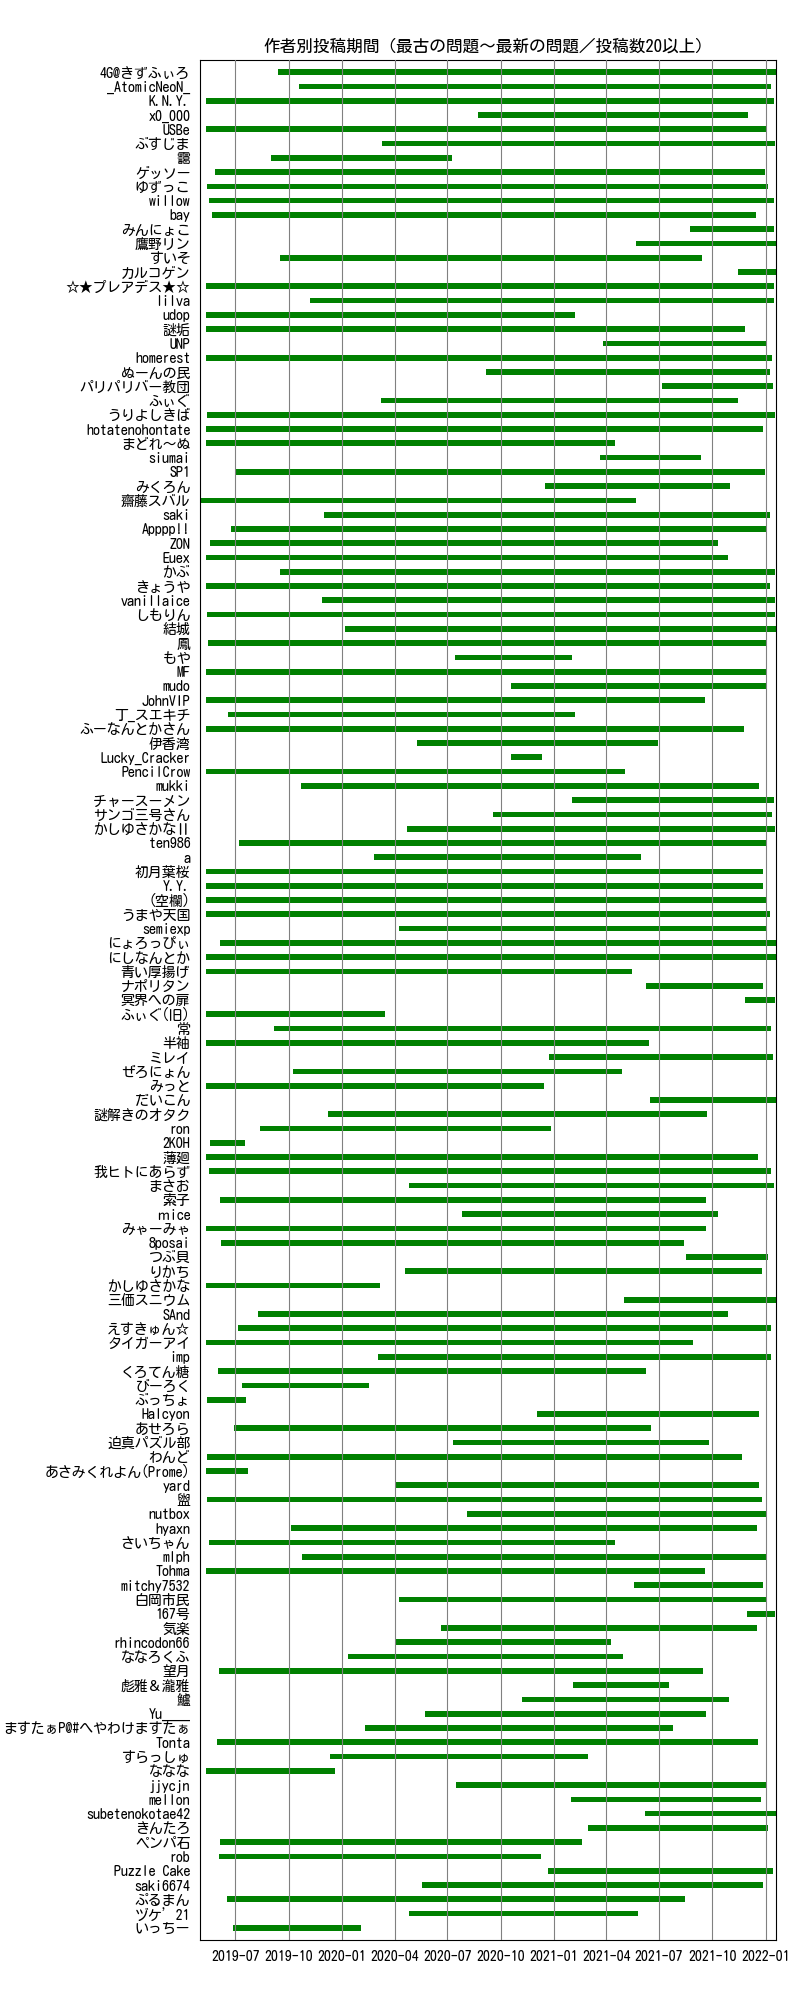 作者別投稿期間（最古の問題～最新の問題／投稿数20以上）
4G@きずふぃろ
_AtomicNeoN_
K.N.Y.
x0_000
USBe
ぷすじま
靐
ゲッソー
ゆずっこ
willow
bay
みんにょこ
鷹野リン
すいそ
カルコゲン
☆★プレアデス★☆
lilva
udop
謎垢
UNP
homerest
ぬーんの民
パリパリバー教団
ふぃぐ
うりよしきば
hotatenohontate
まどれ～ぬ
siumai
SP1
みくろん
齋藤スバル
saki
Appppll
ZON
Euex
かぶ
きょうや
vanillaice
しもりん
結城
鳳
もや
MF
mudo
JohnVIP
丁_スエキチ
ふーなんとかさん
伊香湾
Lucky_Cracker
PencilCrow
mukki
チャースーメン
サンゴ三号さん
かしゆさかなⅡ
ten986
a
初月葉桜
Y.Y.
(空欄)
うまや天国
semiexp
にょろっぴぃ
にしなんとか
青い厚揚げ
ナポリタン
冥界への扉
ふぃぐ(旧)
常
半袖
ミレイ
ぜろにょん
みっと
だいこん
謎解きのオタク
ron
2KOH
薄廻
我ヒトにあらず
まさお
索子
mice
みゃーみゃ
8posai
つぶ貝
りかち
かしゆさかな
三価スニウム
SAnd
えすきゅん☆
タイガーアイ
imp
くろてん糖
びーろく
ぶっちょ
Halcyon
あせろら
迫真パズル部
わんど
あさみくれよん(Prome)
yard
盥
nutbox
hyaxn
さいちゃん
mlph
Tohma
mitchy7532
白岡市民
167号
気楽
rhincodon66
ななろくふ
望月
彪雅＆瀧雅
鱸
Yu____
ますたぁP@#へやわけますたぁ
Tonta
すらっしゅ
ななな
jjycjn
mellon
subetenokotae42
きんたろ
ペンパ石
rob
Puzzle Cake
saki6674
ぷるまん
ヅケ゛21
いっちー
2019-07 2019-10 2020-01 2020-04 2020-07 2020-10 2021-01 2021-04 2021-07 2021-10 2022-01